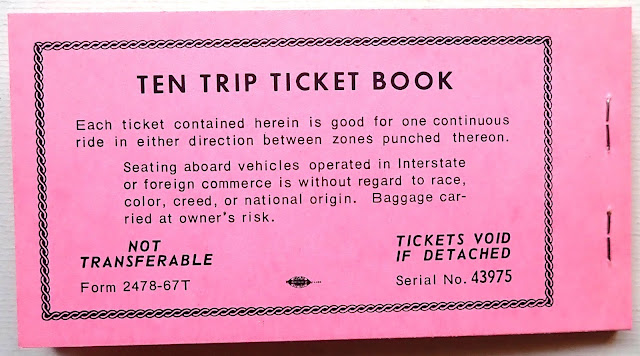 TEN TRIP TICKET BOOK
Each ticket contained herein is good for one continuous
ride in either direction between zones punched thereon.
Seating aboard vehicles operated in Interstate
or foreign commerce is without regard to race,
color, creed, or national origin. Baggage car-
ried at owner's risk.
NOT
TRANSFERABLE
TICKETS VOID
IF DETACHED
Form 2478-67T
Serial No. 43975